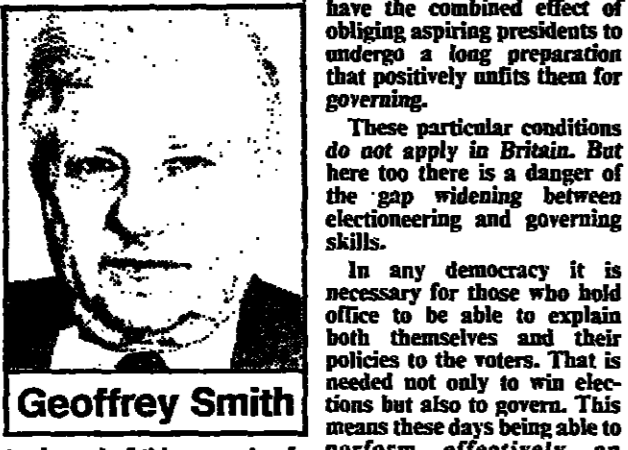 Geoffrey Smith
have the combined effect of
obliging aspiring presidents to
undergo a long preparation
that positively unfits them for
governing.
These particular conditions
do not apply in Britain. But
here too there is a danger of
the gap widening between
electioneering and governing
skills.
In any democracy it is
necessary for those who hold
office to be able to explain
both themselves and their
policies to the voters. That is
needed not only to win elec-
tions but also to govern. This
means these days being able to
perform effectively on